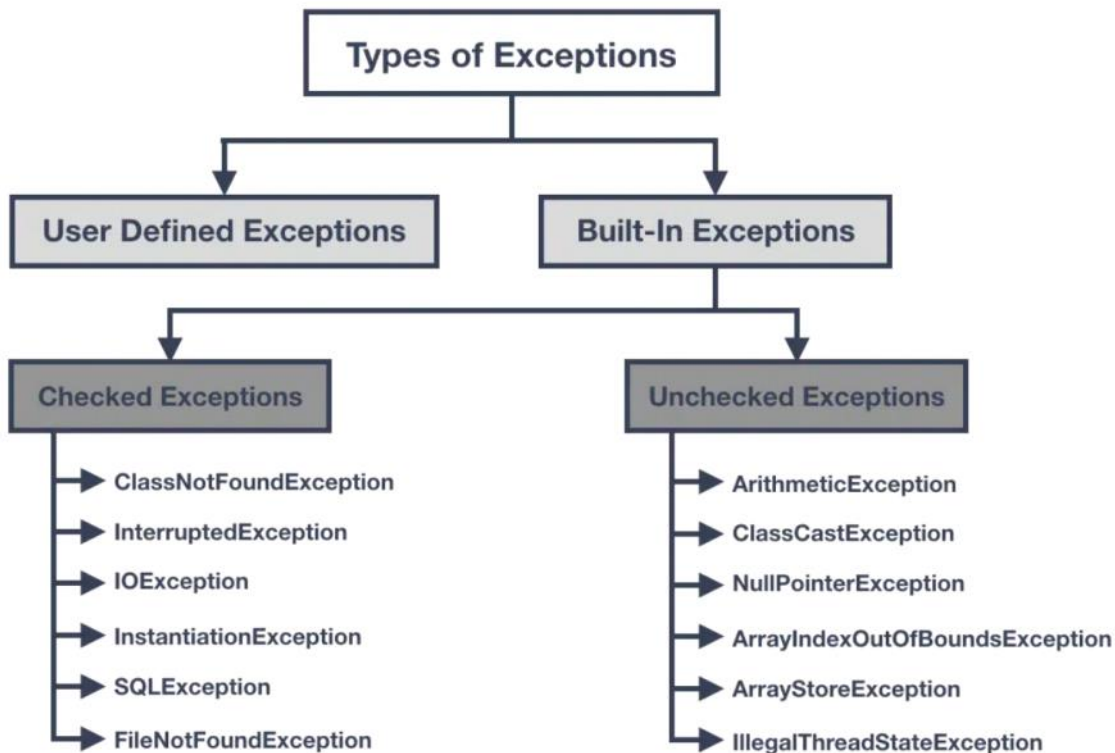 Types of Exceptions
User Defined Exceptions
Built-In Exceptions
Checked Exceptions
ClassNotFoundException
InterruptedException
IOException
InstantiationException
SQLException
FileNotFoundException
Unchecked Exceptions
ArithmeticException
ClassCastException
NullPointerException
ArrayIndexOutOfBoundsException
ArrayStoreException
IllegalThreadStateException